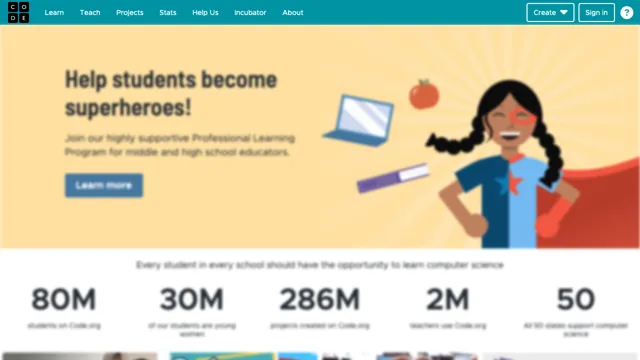 CO
DE
Learn
Teach
Projects
Stats
Help Us
Incubator
About
Create
Sign in
?
Help students become
superheroes!
Join our highly supportive Professional Learning
Program for middle and high school educators.
Learn more
Every student in every school should have the opportunity to learn computer science
80M
30M
286M
2M
50
students on Code.org
of our students are young
women
projects created on Code.org
teachers use Code.org
All 50 states support computer
science